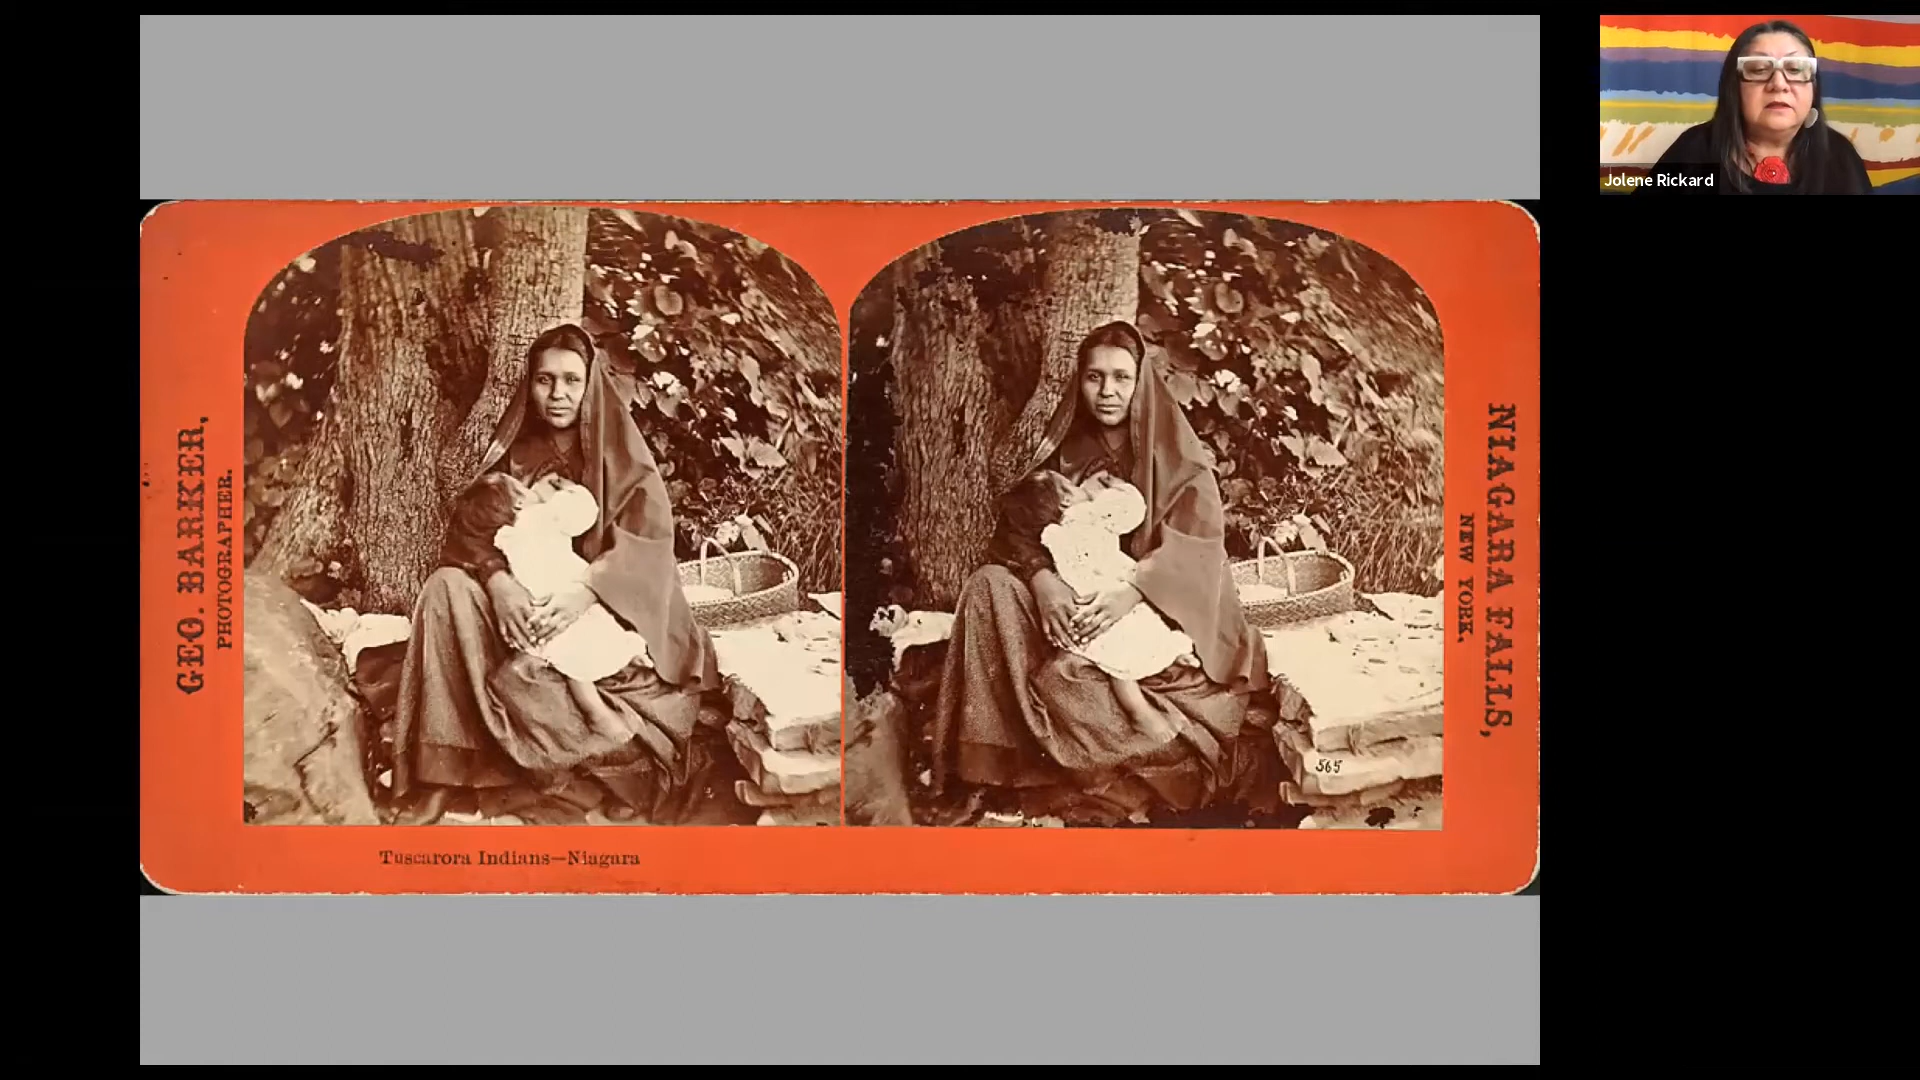 Jolene Rickard
GEO. BARKER,
PHOTOGRAPHER.
NIAGARA FALLS,
NEW YORK.
565
Tuscarora Indians—Niagara